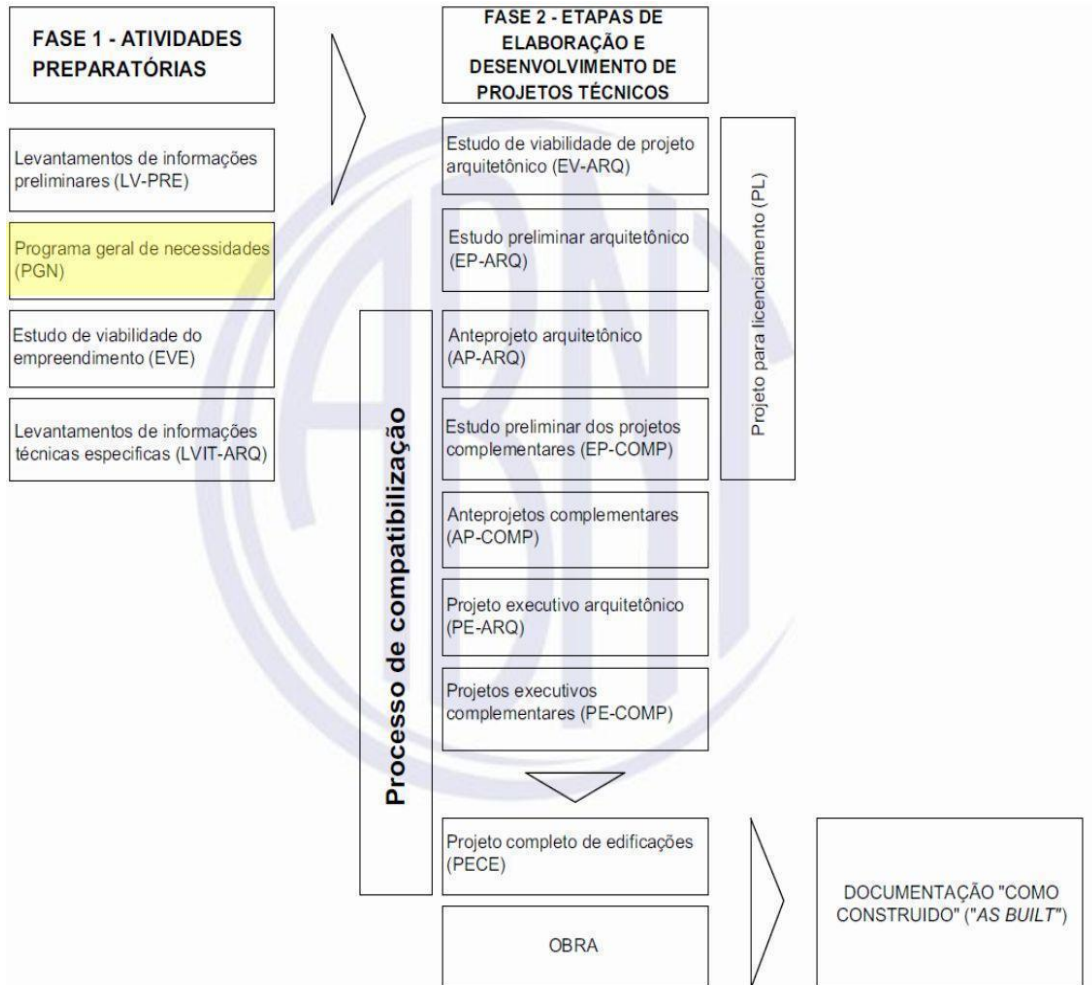 FASE 1 - ATIVIDADES
PREPARATÓRIAS
Levantamentos de informações
preliminares (LV-PRE)
Programa geral de necessidades
(PGN)
Estudo de viabilidade do
empreendimento (EVE)
Levantamentos de informações
técnicas especificas (LVIT-ARQ)
Processo de compatibilização
FASE 2 - ETAPAS DE
ELABORAÇÃO E
DESENVOLVIMENTO DE
PROJETOS TÉCNICOS
Estudo de viabilidade de projeto
arquitetônico (EV-ARQ)
Estudo preliminar arquitetônico
(EP-ARQ)
Anteprojeto arquitetônico
(AP-ARQ)
Estudo preliminar dos projetos
complementares (EP-COMP)
Anteprojetos complementares
(AP-COMP)
Projeto executivo arquitetônico
(PE-ARQ)
Projetos executivos
complementares (PE-COMP)
Projeto completo de edificações
(PECE)
OBRA
Projeto para licenciamento (PL)
DOCUMENTAÇÃO "COMO
CONSTRUIDO" ("AS BUILT")
ABNT